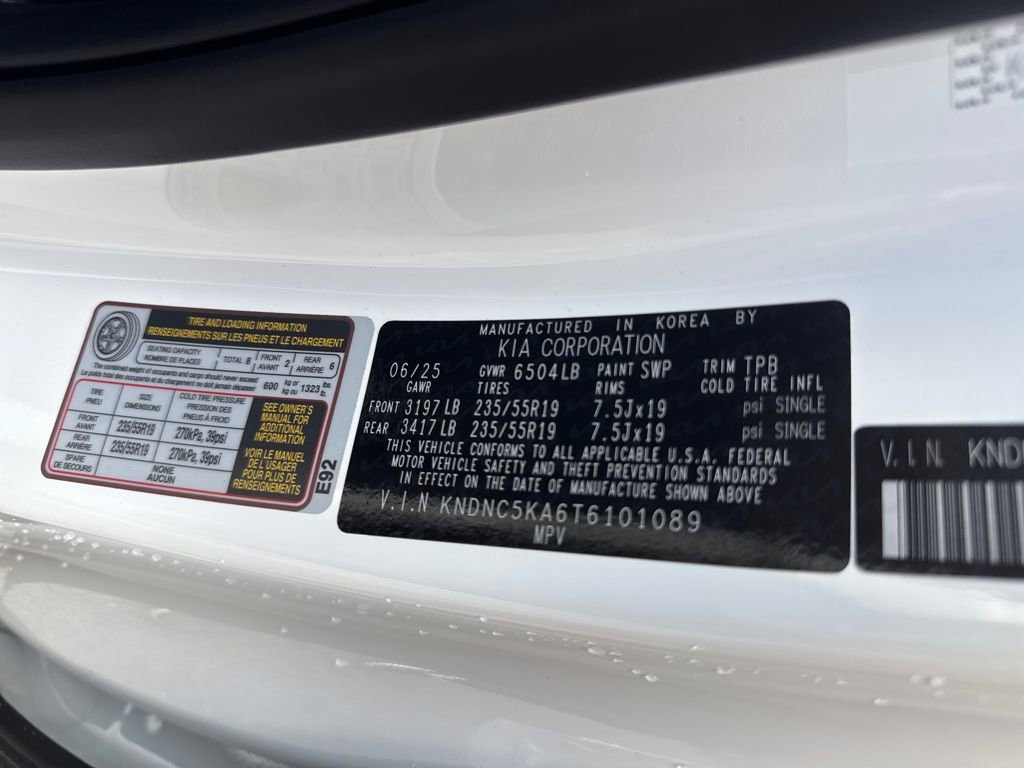 TIRE AND LOADING INFORMATION
RENSEIGNEMENTS SUR LES PNEUS ET LE CHARGEMENT
SEATING CAPACITY TOTAL 8 FRONT 2 REAR 6
NOMBRE DE PLACES AVANT ARRIÈRE
The combined weight of occupants and cargo should never exceed 600 kg or 1323 lbs.
Le poids total des occupants et du chargement ne doit jamais dépasser kg ou lb.
TIRE SIZE COLD TIRE PRESSURE
PNEU DIMENSIONS PRESSION DES PNEUS À FROID
FRONT AVANT 235/55R19 270kPa, 39psi
REAR ARRIÈRE 235/55R19 270kPa, 39psi
SPARE DE SECOURS NONE AUCUN
SEE OWNER'S
MANUAL FOR
ADDITIONAL
INFORMATION
VOIR LE MANUEL
DE L'USAGER
POUR PLUS DE
RENSEIGNEMENTS
E92
MANUFACTURED IN KOREA BY
KIA CORPORATION
06/25 GVWR 6504LB PAINT SWP TRIM TPB
GAWR TIRES RIMS COLD TIRE INFL
FRONT 3197LB 235/55R19 7.5Jx19 psi SINGLE
REAR 3417LB 235/55R19 7.5Jx19 psi SINGLE
THIS VEHICLE CONFORMS TO ALL APPLICABLE U.S.A. FEDERAL
MOTOR VEHICLE SAFETY AND THEFT PREVENTION STANDARDS
IN EFFECT ON THE DATE OF MANUFACTURE SHOWN ABOVE
V.I.N KNDNC5KA6T6101089
MPV
V.I.N. KND